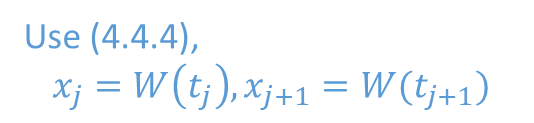 Use (4.4.4),
x_j = W(t_j), x_{j+1} = W(t_{j+1})